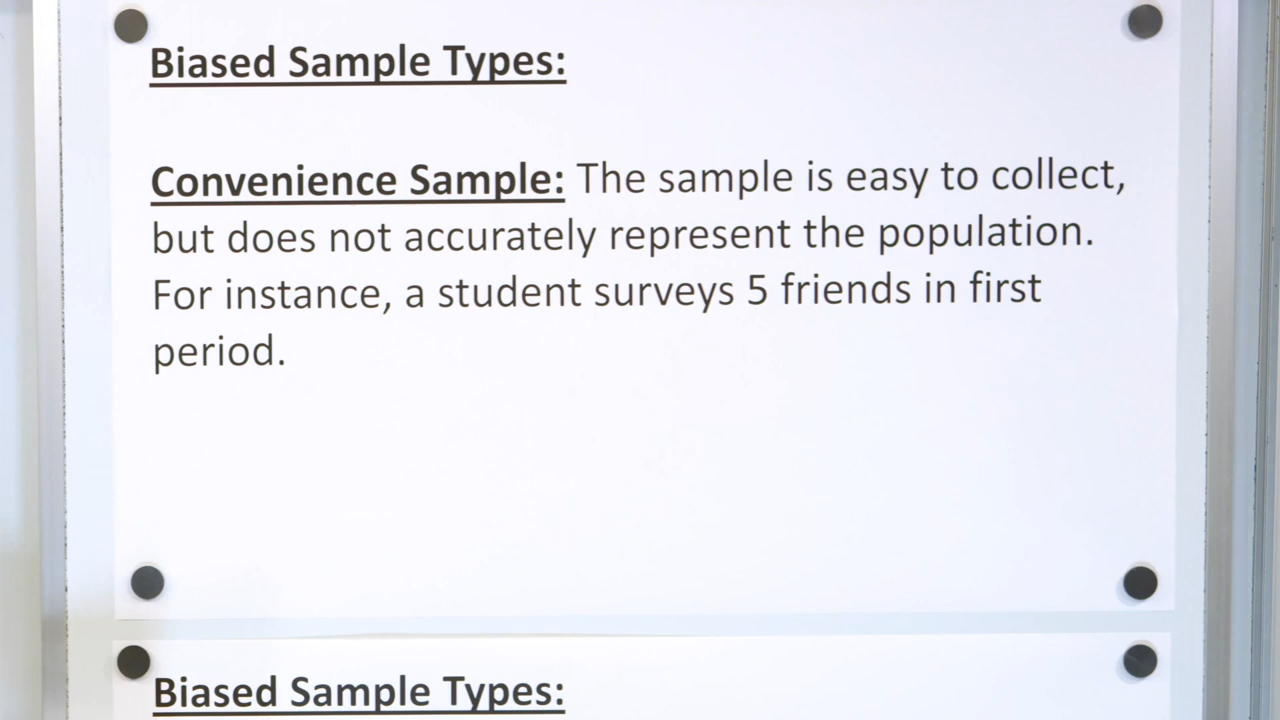 Biased Sample Types:
Convenience Sample: The sample is easy to collect,
but does not accurately represent the population.
For instance, a student surveys 5 friends in first
period.
Biased Sample Types: